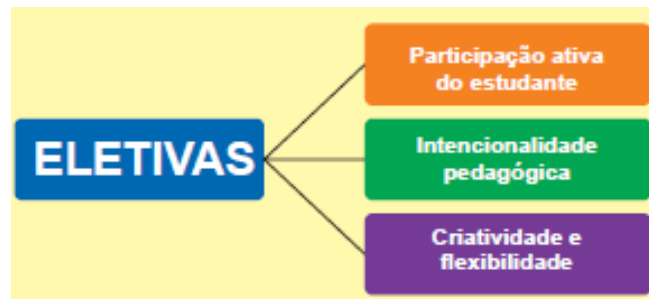 ELETIVAS
Participação ativa
do estudante
Intencionalidade
pedagógica
Criatividade e
flexibilidade